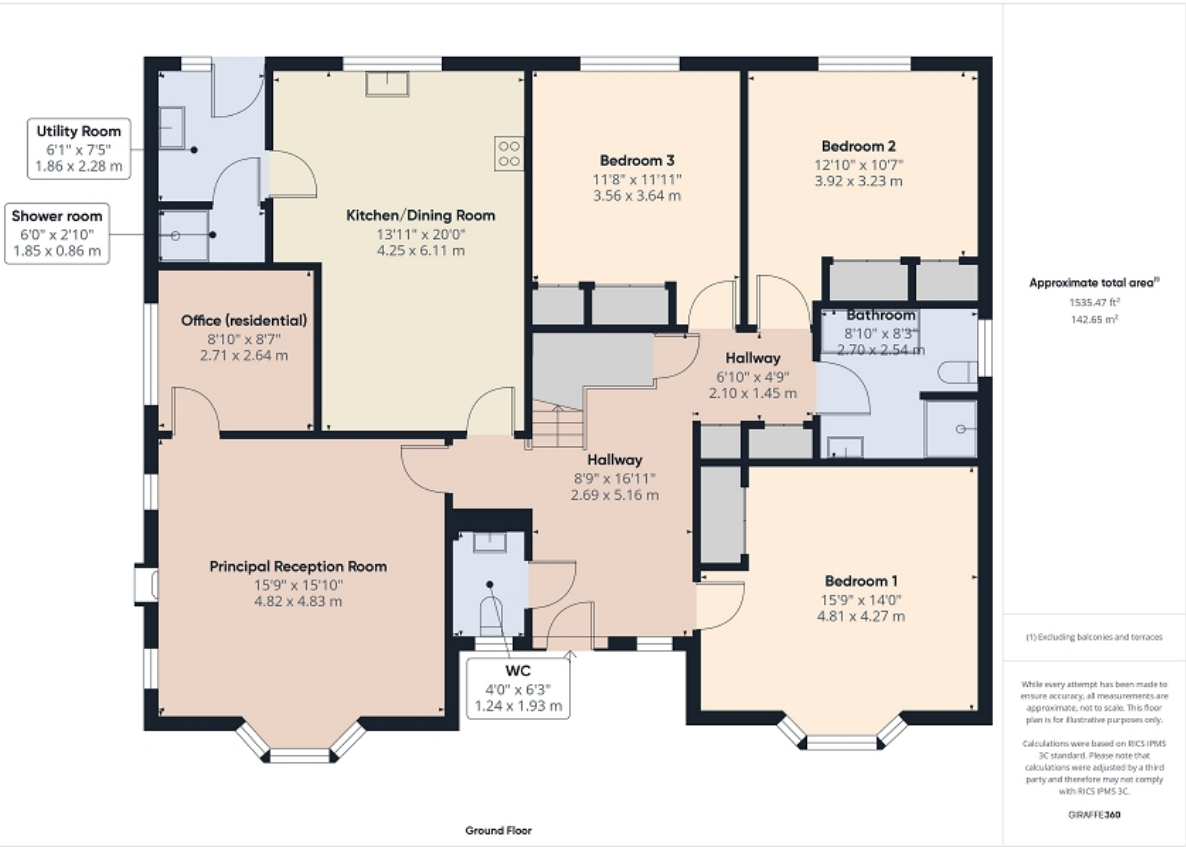 Utility Room
6'1" x 7'5"
1.86 x 2.28 m
Shower room
6'0" x 2'10"
1.85 x 0.86 m
Kitchen/Dining Room
13'11" x 20'0"
4.25 x 6.11 m
Bedroom 3
11'8" x 11'11"
3.56 x 3.64 m
Bedroom 2
12'10" x 10'7"
3.92 x 3.23 m
Office (residential)
8'10" x 8'7"
2.71 x 2.64 m
Bathroom
8'10" x 8'3"
2.70 x 2.54 m
Hallway
6'10" x 4'9"
2.10 x 1.45 m
Hallway
8'9" x 16'11"
2.69 x 5.16 m
Principal Reception Room
15'9" x 15'10"
4.82 x 4.83 m
Bedroom 1
15'9" x 14'0"
4.81 x 4.27 m
WC
4'0" x 6'3"
1.24 x 1.93 m
Ground Floor
Approximate total area⁽¹⁾
1535.47 ft²
142.65 m²
(1) Excluding balconies and terraces
While every attempt has been made to
ensure accuracy, all measurements are
approximate, not to scale. This floor
plan is for illustrative purposes only.
Calculations were based on RICS IPMS
3C standard. Please note that
calculations were adjusted by a third
party and therefore may not comply
with RICS IPMS 3C.
GIRAFFE360